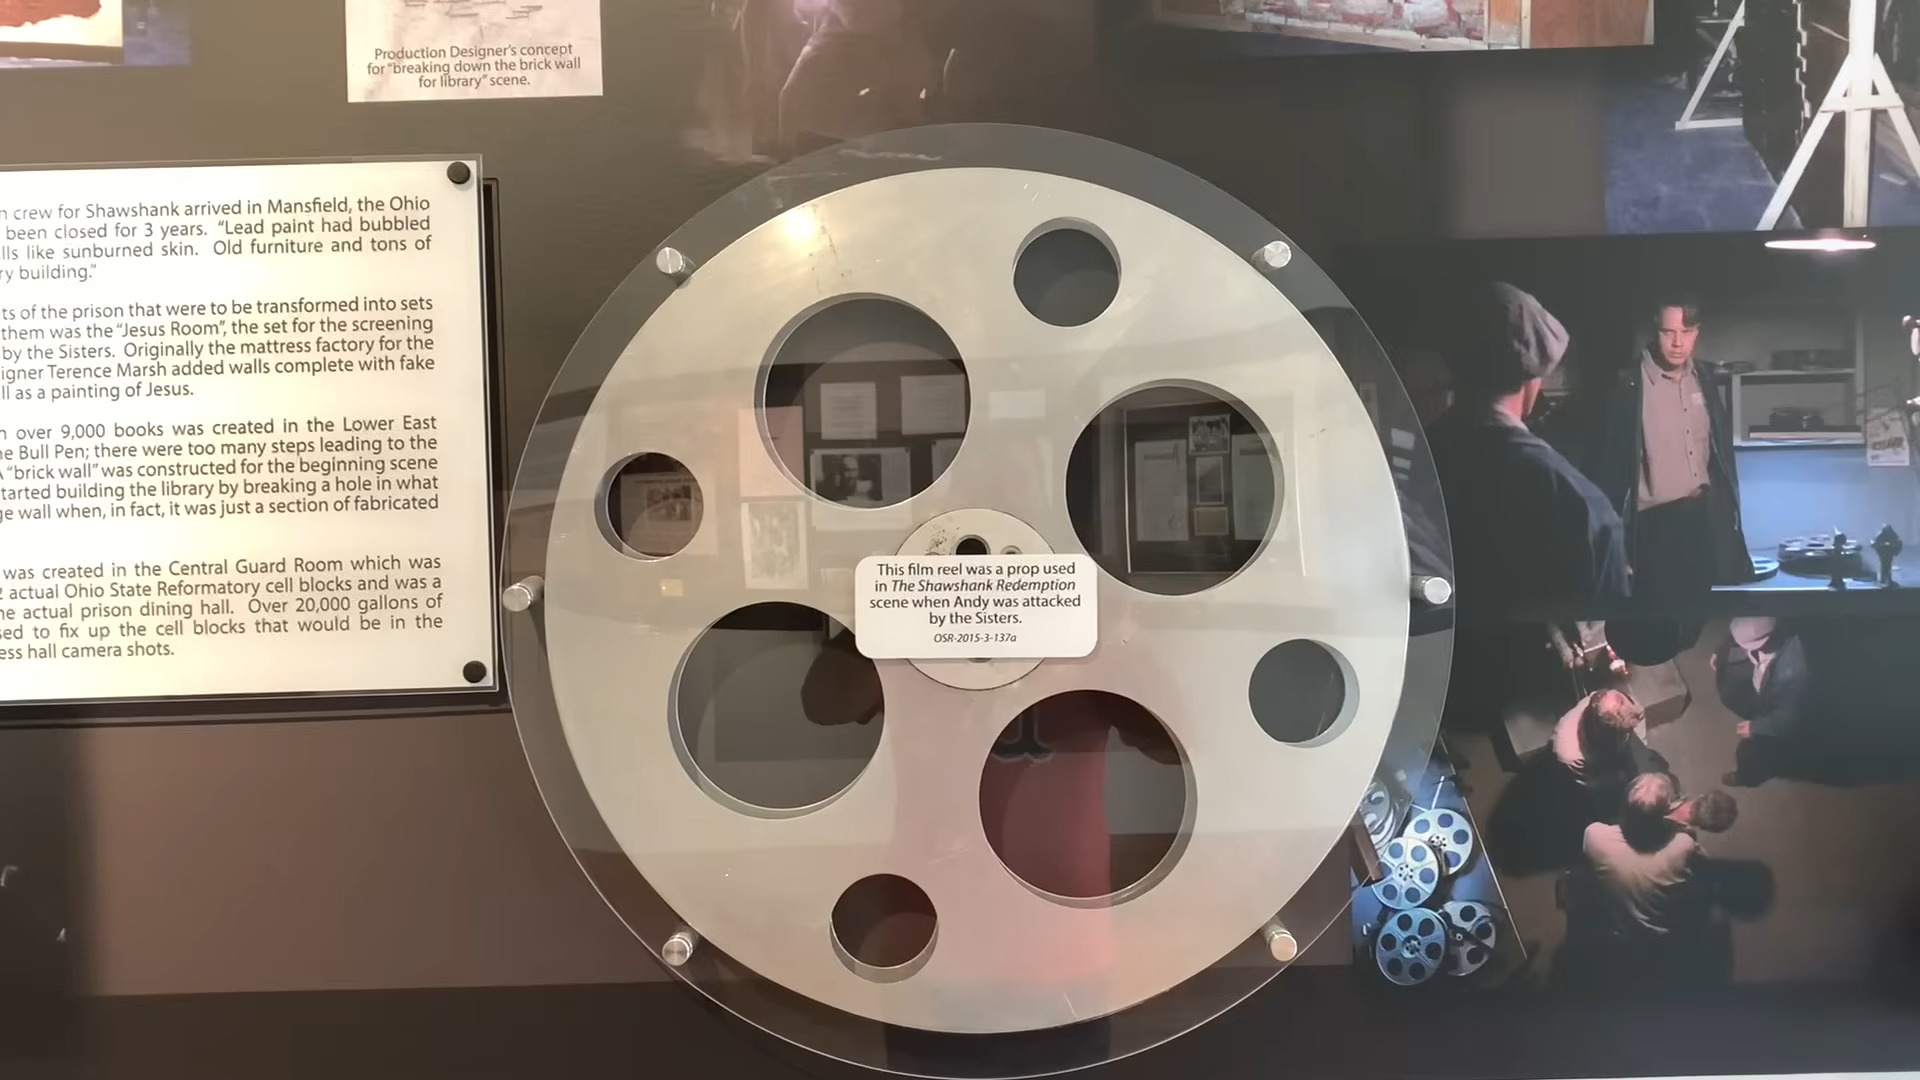 Production Designer's concept
for "breaking down the brick wall
for library" scene.
crew for Shawshank arrived in Mansfield, the Ohio
been closed for 3 years. "Lead paint had bubbled
like sunburned skin. Old furniture and tons of
building."
of the prison that were to be transformed into sets
them was the "Jesus Room", the set for the screening
by the Sisters. Originally the mattress factory for the
Terence Marsh added walls complete with fake
as a painting of Jesus.
over 9,000 books was created in the Lower East
Bull Pen; there were too many steps leading to the
"brick wall" was constructed for the beginning scene
started building the library by breaking a hole in what
wall when, in fact, it was just a section of fabricated
was created in the Central Guard Room which was
actual Ohio State Reformatory cell blocks and was a
actual prison dining hall. Over 20,000 gallons of
to fix up the cell blocks that would be in the
hall camera shots.
This film reel was a prop used
in The Shawshank Redemption
scene when Andy was attacked
by the Sisters.
OSR-2015-3-137a